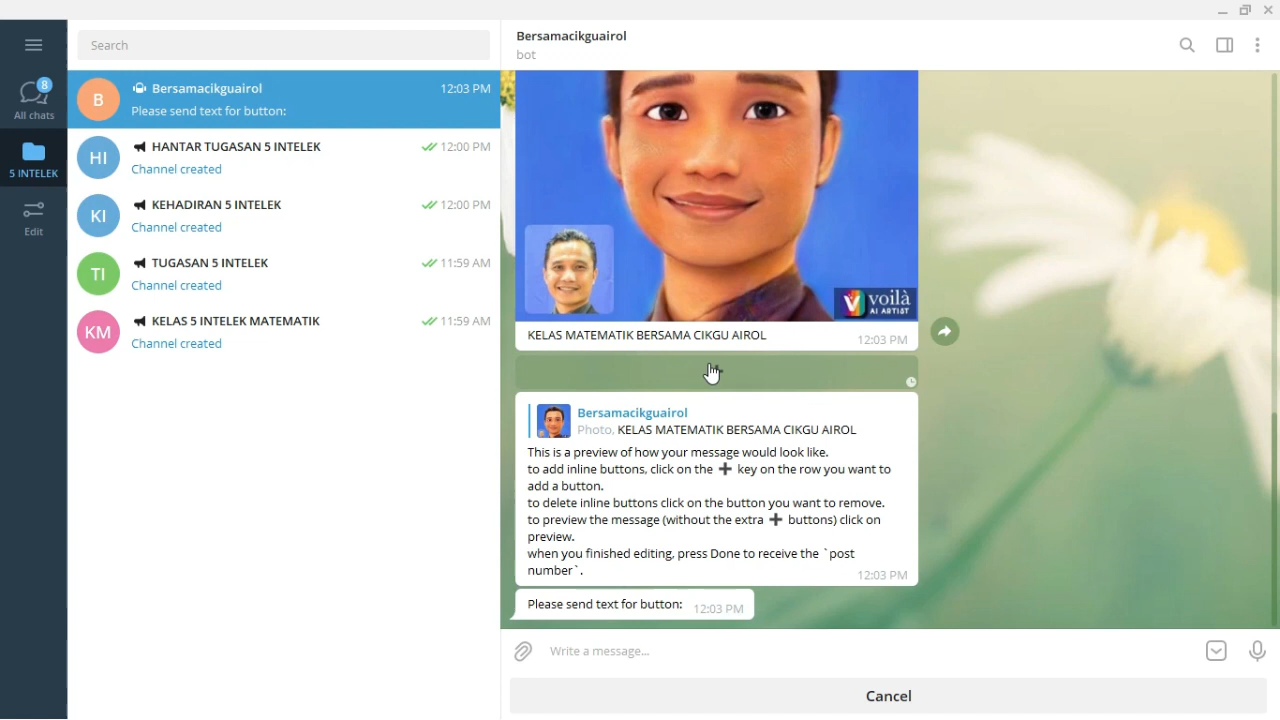 Search
8
All chats
5 INTELEK
Edit
B
Bersamacikguairol
12:03 PM
Please send text for button:
HI
HANTAR TUGASAN 5 INTELEK
12:00 PM
Channel created
KI
KEHADIRAN 5 INTELEK
12:00 PM
Channel created
TI
TUGASAN 5 INTELEK
11:59 AM
Channel created
KM
KELAS 5 INTELEK MATEMATIK
11:59 AM
Channel created
Bersamacikguairol
bot
voilà
AI ARTIST
KELAS MATEMATIK BERSAMA CIKGU AIROL
12:03 PM
Bersamacikguairol
Photo, KELAS MATEMATIK BERSAMA CIKGU AIROL
This is a preview of how your message would look like.
to add inline buttons, click on the ➕ key on the row you want to
add a button.
to delete inline buttons click on the button you want to remove.
to preview the message (without the extra ➕ buttons) click on
preview.
when you finished editing, press Done to receive the `post
number`.
12:03 PM
Please send text for button:
12:03 PM
Write a message...
Cancel